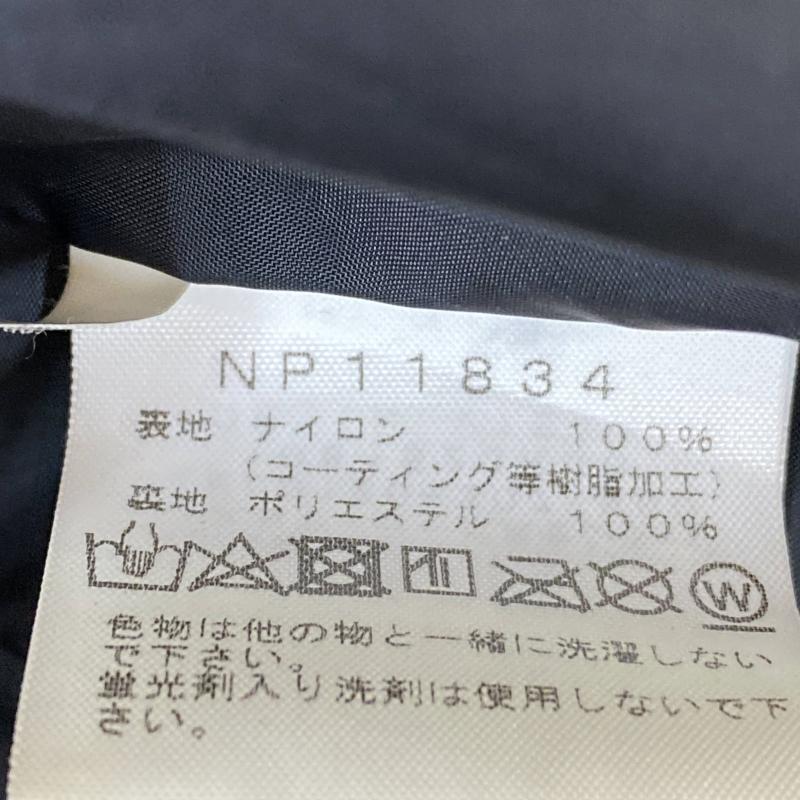 NP11834
表地 ナイロン 100%
(コーティング等樹脂加工)
裏地 ポリエステル 100%
W
色物は他の物と一緒に洗濯しない
で下さい。
蛍光剤入り洗剤は使用しないで下
さい。